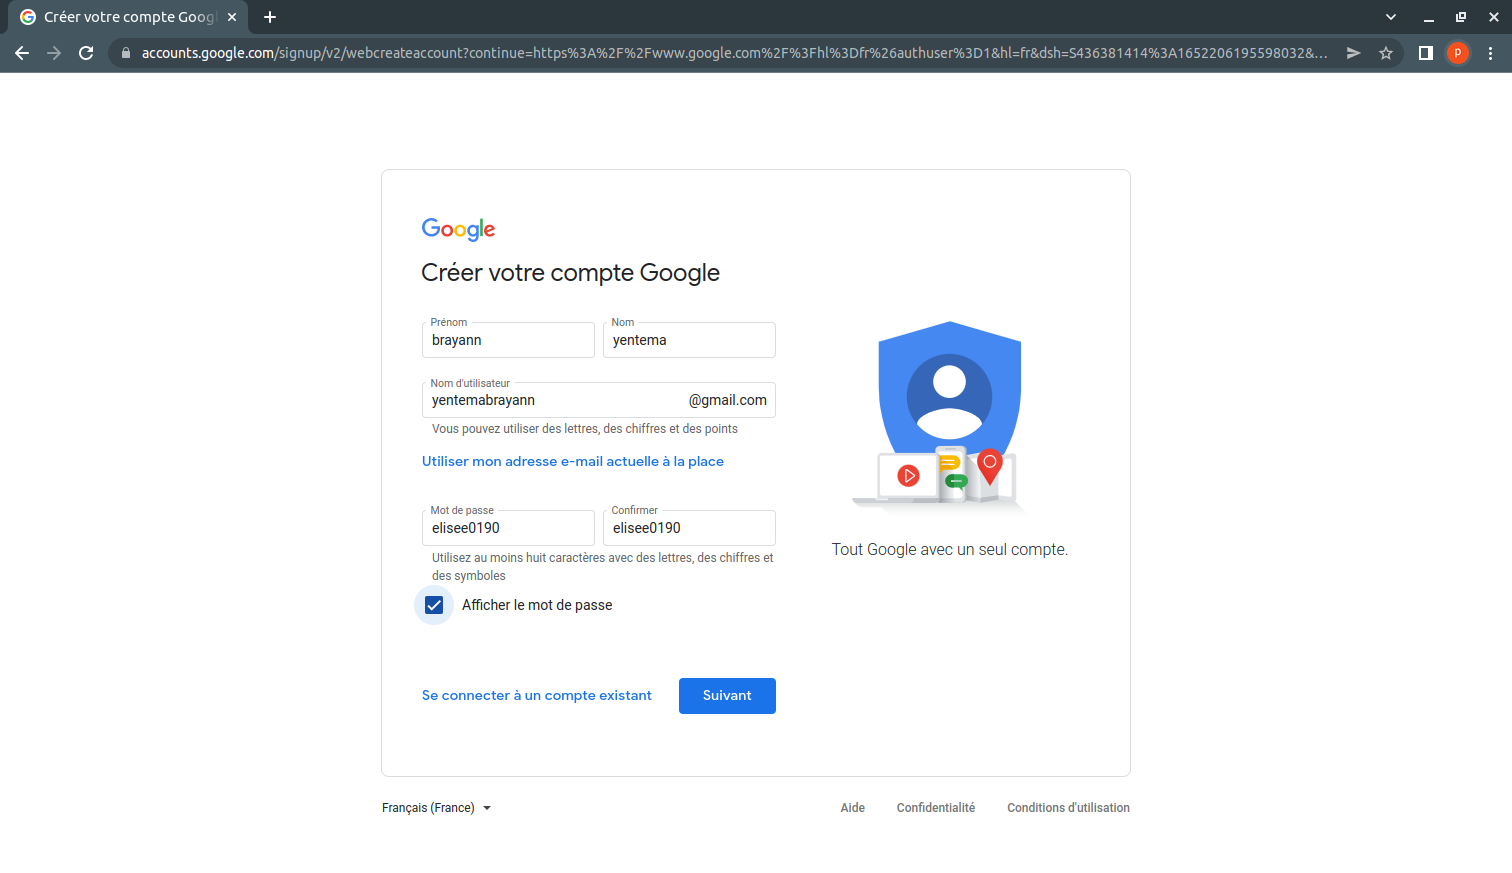 Créer votre compte Goog
accounts.google.com/signup/v2/webcreateaccount?continue=https%3A%2F%2Fwww.google.com%2F%3Fhl%3Dfr%26authuser%3D1&hl=fr&dsh=S436381414%3A1652206195598032&...
p
Google
Créer votre compte Google
Prénom
Nom
brayann
yentema
Nom d'utilisateur
yentemabrayann
@gmail.com
Vous pouvez utiliser des lettres, des chiffres et des points
Utiliser mon adresse e-mail actuelle à la place
Mot de passe
Confirmer
elisee0190
elisee0190
Utilisez au moins huit caractères avec des lettres, des chiffres et
des symboles
Afficher le mot de passe
Se connecter à un compte existant
Suivant
Tout Google avec un seul compte.
Français (France)
Aide
Confidentialité
Conditions d'utilisation